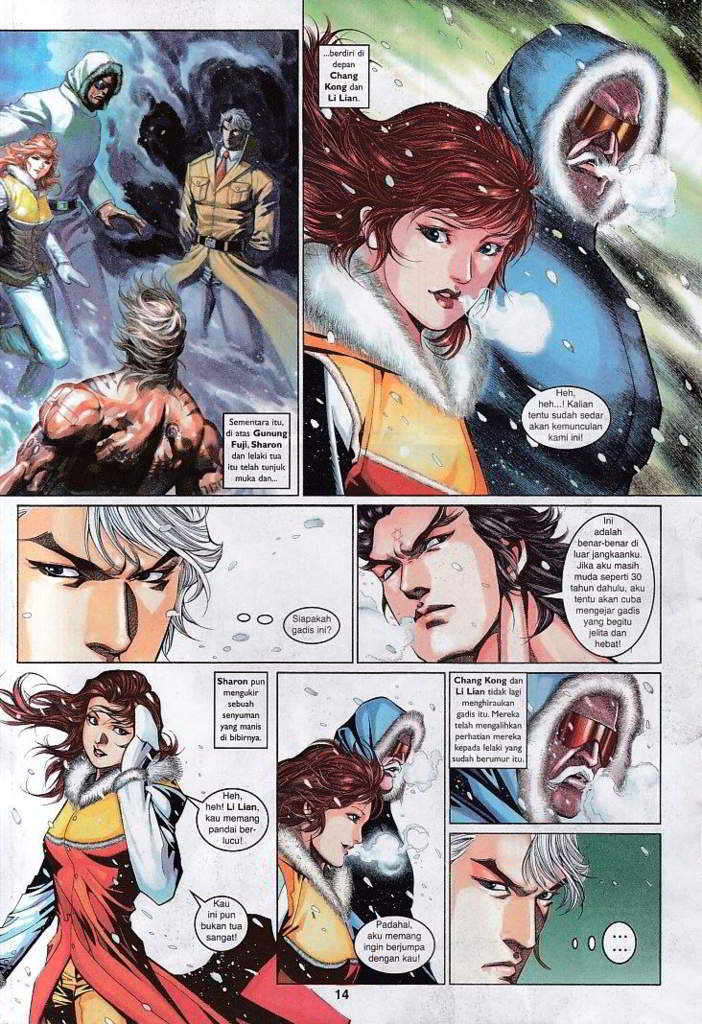 Sementara itu,
di atas Gunung
Fuji, Sharon
dan lelaki tua
itu telah tunjuk
muka dan...
...berdiri di
depan
Chang
Kong dan
Li Lian.
Heh,
heh...! Kalian
tentu sudah sedar
akan kemunculan
kami ini!
Siapakah
gadis ini?
Ini
adalah
benar-benar di
luar jangkaanku.
Jika aku masih
muda seperti 30
tahun dahulu, aku
tentu akan cuba
mengejar gadis
yang begitu
jelita dan
hebat!
Sharon pun
mengukir
sebuah
senyuman
yang manis
di bibirnya.
Heh,
heh! Li Lian,
kau memang
pandai ber-
lucu!
Kau
ini pun
bukan tua
sangat!
Padahal,
aku memang
ingin berjumpa
dengan kau!
Chang Kong dan
Li Lian tidak lagi
menghiraukan
gadis itu. Mereka
telah mengalihkan
perhatian mereka
kepada lelaki yang
sudah berumur itu.
...
...
14